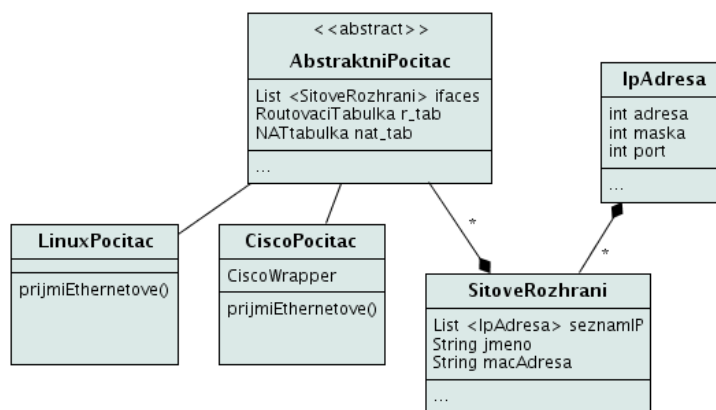 <<abstract>>
AbstraktniPocitac
List <SitoveRozhrani> ifaces
RoutovaciTabulka r_tab
NATtabulka nat_tab
...
IpAdresa
int adresa
int maska
int port
...
*
*
LinuxPocitac
prijmiEthernetove()
CiscoPocitac
CiscoWrapper
prijmiEthernetove()
SitoveRozhrani
List <IpAdresa> seznamIP
String jmeno
String macAdresa
...